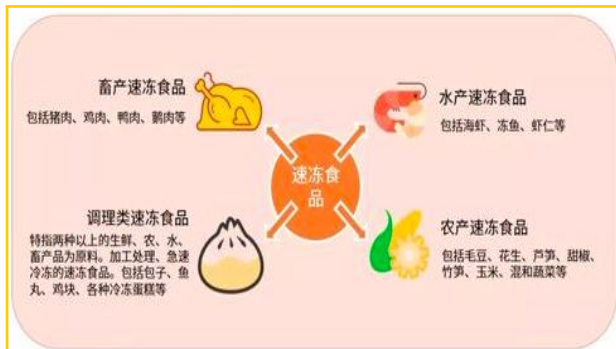 畜产速冻食品
包括猪肉、鸡肉、鸭肉、鹅肉等
水产速冻食品
包括海虾、冻鱼、虾仁等
速冻食
品
调理类速冻食品
特指两种以上的生鲜、农、水、
畜产品为原料。加工处理、急速
冷冻的速冻食品。包括包子、鱼
丸、鸡块、各种冷冻蛋糕等
农产速冻食品
包括毛豆、花生、芦笋、甜椒、
竹笋、玉米、混和蔬菜等